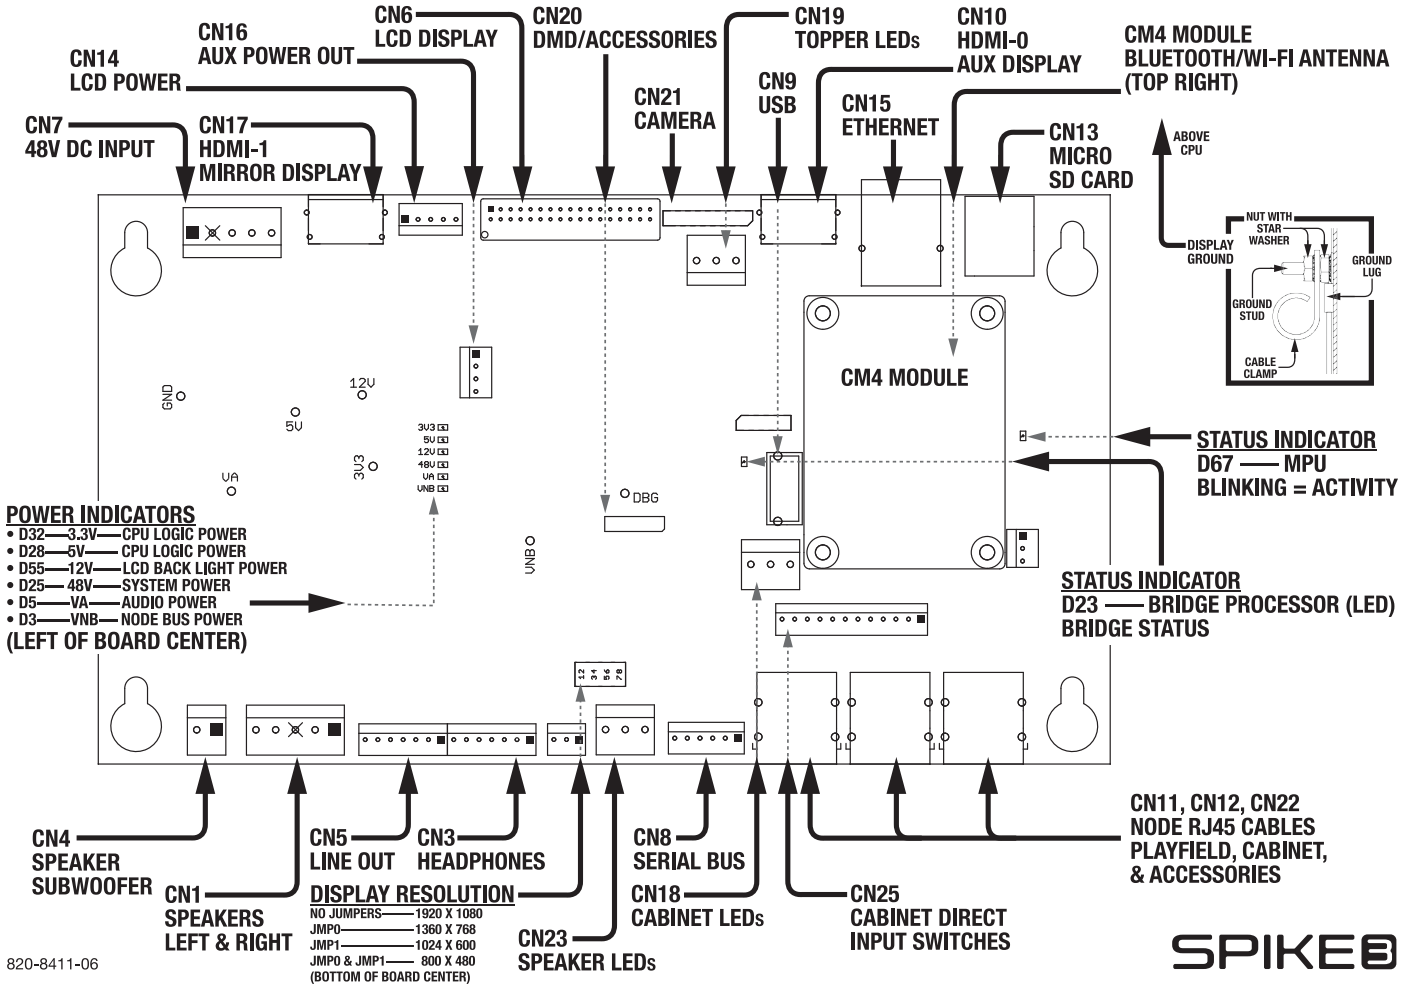 CN6
LCD DISPLAY
CN20
DMD/ACCESSORIES
CN19
TOPPER LEDs
CN10
HDMI-0
AUX DISPLAY
CM4 MODULE
BLUETOOTH/WI-FI ANTENNA
(TOP RIGHT)
CN16
AUX POWER OUT
CN14
LCD POWER
CN9
USB
CN21
CAMERA
CN15
ETHERNET
CN7
48V DC INPUT
CN17
HDMI-1
MIRROR DISPLAY
CN13
MICRO
SD CARD
ABOVE
CPU
DISPLAY
GROUND
NUT WITH
STAR
WASHER
GROUND
LUG
GROUND
STUD
CABLE
CLAMP
CM4 MODULE
GND
12V
5V
3V3
VA
3V3
5V
12V
48V
VA
VNB
DBG
VNB
STATUS INDICATOR
D67 — MPU
BLINKING = ACTIVITY
POWER INDICATORS
• D32—3.3V—CPU LOGIC POWER
• D28—5V—CPU LOGIC POWER
• D55—12V—LCD BACK LIGHT POWER
• D25—48V—SYSTEM POWER
• D5—VA—AUDIO POWER
• D3—VNB—NODE BUS POWER
(LEFT OF BOARD CENTER)
STATUS INDICATOR
D23 — BRIDGE PROCESSOR (LED)
BRIDGE STATUS
12
34
56
78
CN4
SPEAKER
SUBWOOFER
CN1
SPEAKERS
LEFT & RIGHT
CN5
LINE OUT
CN3
HEADPHONES
DISPLAY RESOLUTION
NO JUMPERS—1920 X 1080
JMP0—1360 X 768
JMP1—1024 X 600
JMP0 & JMP1—800 X 480
(BOTTOM OF BOARD CENTER)
CN23
SPEAKER LEDs
CN8
SERIAL BUS
CN18
CABINET LEDs
CN25
CABINET DIRECT
INPUT SWITCHES
CN11, CN12, CN22
NODE RJ45 CABLES
PLAYFIELD, CABINET,
& ACCESSORIES
820-8411-06
SPIKE3